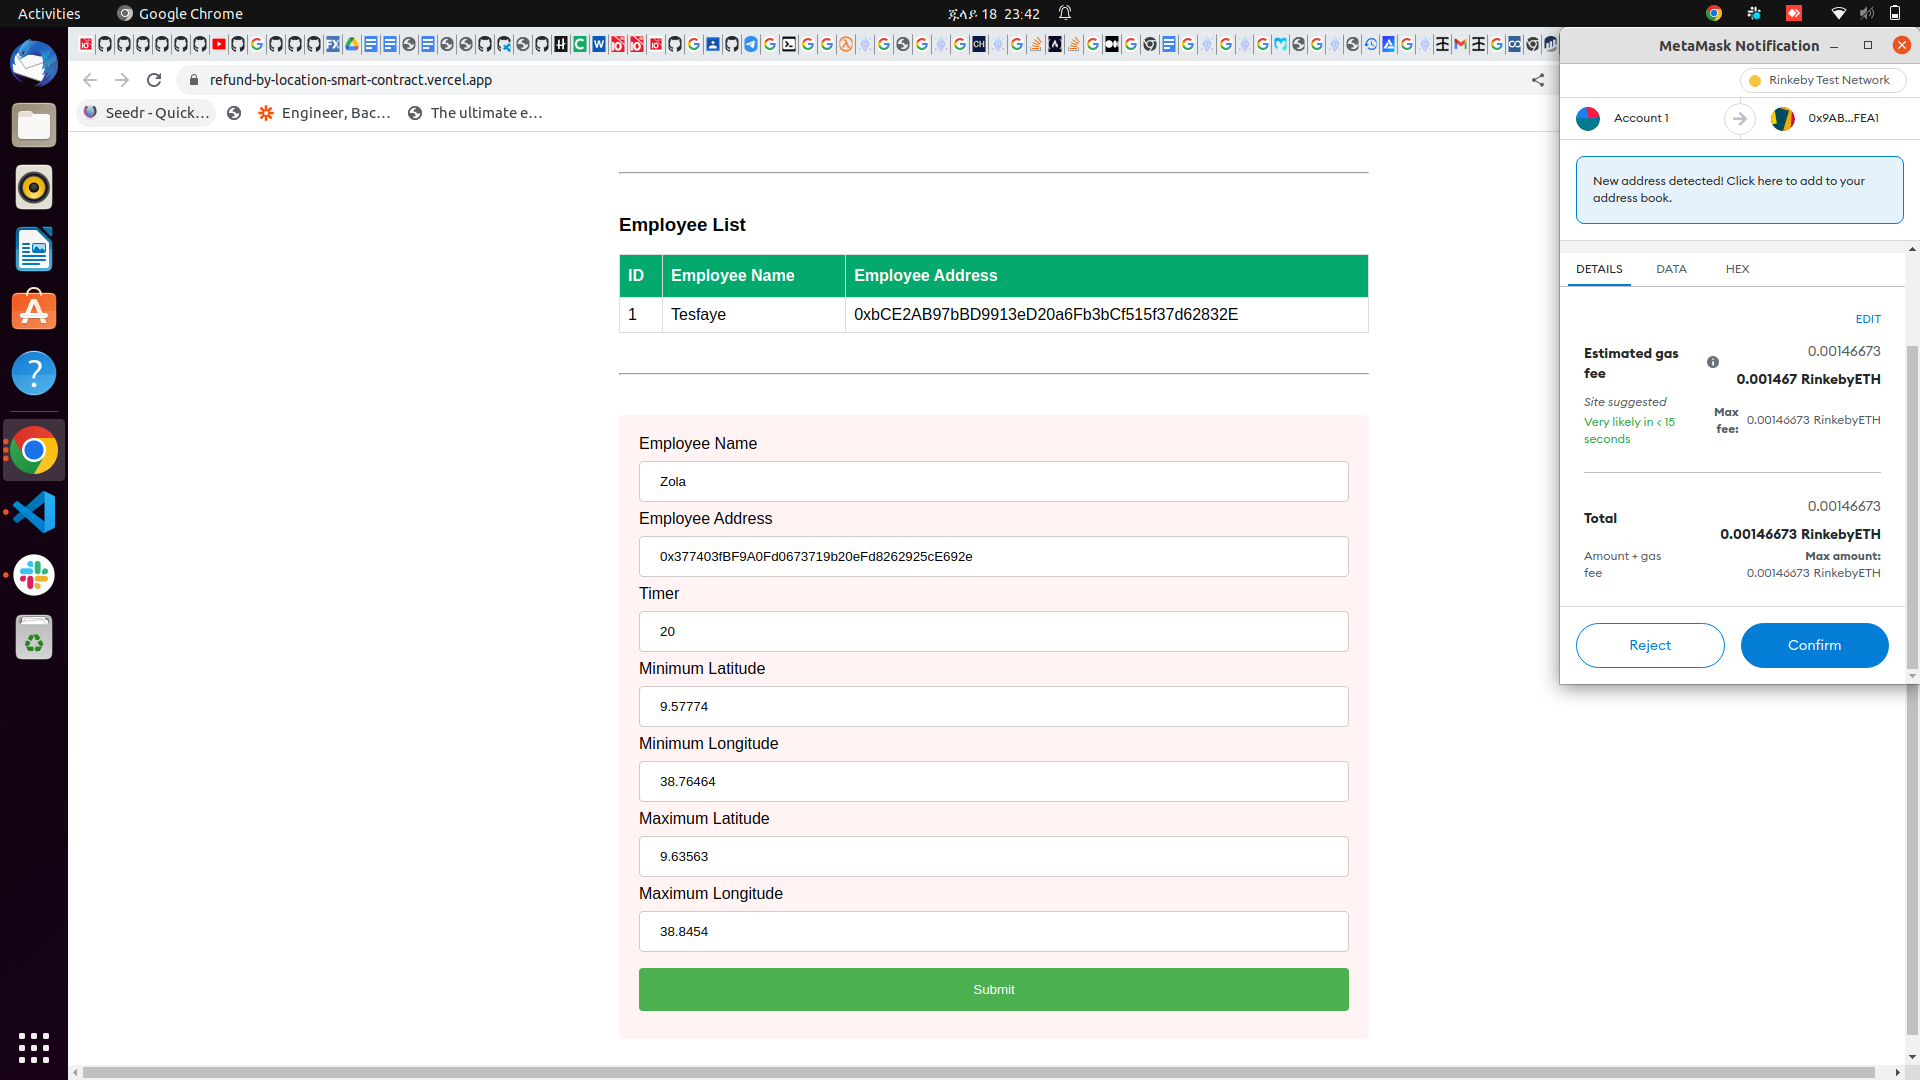 Activities
Google Chrome
ጁላይ 18 23:42
refund-by-location-smart-contract.vercel.app
Seedr - Quick...
Engineer, Bac...
The ultimate e...
Employee List
ID Employee Name Employee Address
1 Tesfaye 0xbCE2AB97bBD9913eD20a6Fb3bCf515f37d62832E
Employee Name
Zola
Employee Address
0x377403fBF9A0Fd0673719b20eFd8262925cE692e
Timer
20
Minimum Latitude
9.57774
Minimum Longitude
38.76464
Maximum Latitude
9.63563
Maximum Longitude
38.8454
Submit
MetaMask Notification
Rinkeby Test Network
Account 1
0x9AB...FEA1
New address detected! Click here to add to your
address book.
DETAILS DATA HEX
EDIT
Estimated gas
fee
0.00146673
0.001467 RinkebyETH
Site suggested
Very likely in < 15
seconds
Max
fee:
0.00146673 RinkebyETH
0.00146673
Total
0.00146673 RinkebyETH
Amount + gas
fee
Max amount:
0.00146673 RinkebyETH
Reject
Confirm